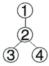 ①
②
③ ④